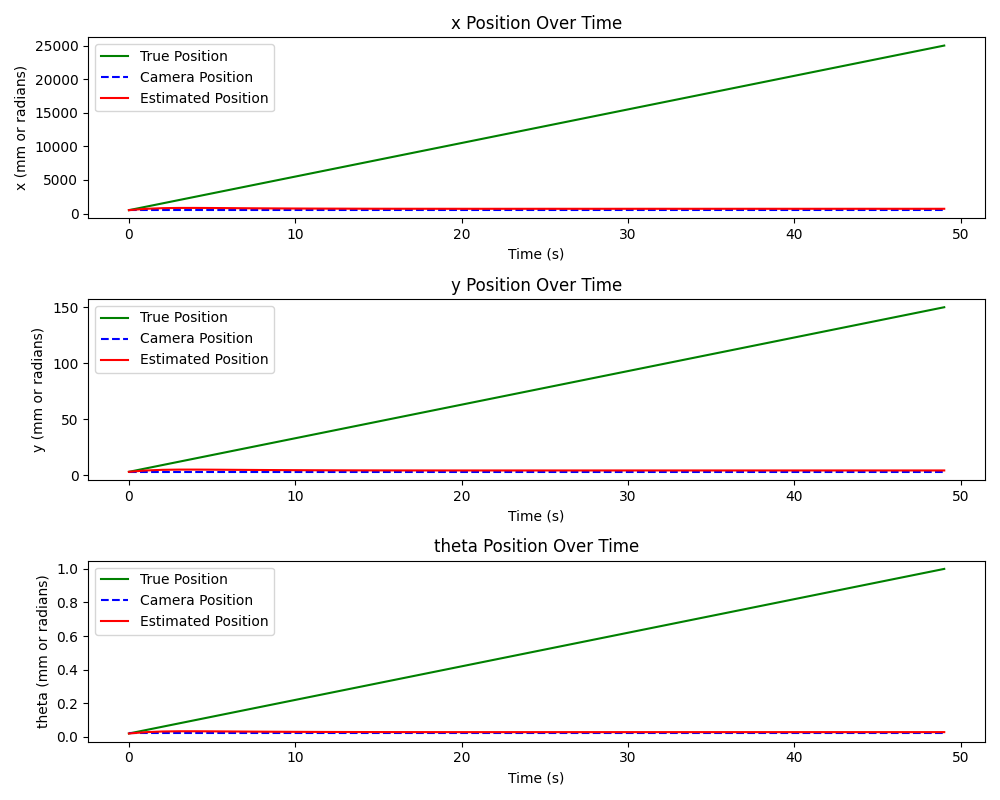 x Position Over Time
True Position
Camera Position
Estimated Position
x (mm or radians)
25000
20000
15000
10000
5000
0
0 10 20 30 40 50
Time (s)
y Position Over Time
True Position
Camera Position
Estimated Position
y (mm or radians)
150
100
50
0
0 10 20 30 40 50
Time (s)
theta Position Over Time
True Position
Camera Position
Estimated Position
theta (mm or radians)
1.0
0.8
0.6
0.4
0.2
0.0
0 10 20 30 40 50
Time (s)